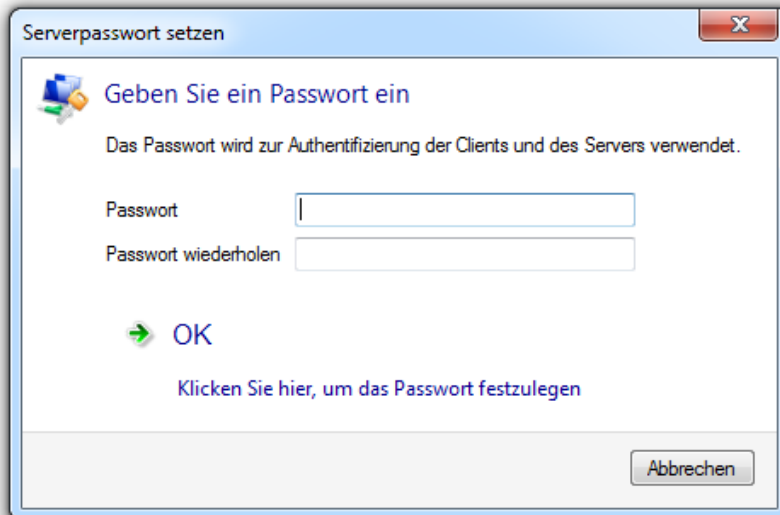 Serverpasswort setzen
Geben Sie ein Passwort ein
Das Passwort wird zur Authentifizierung der Clients und des Servers verwendet.
Passwort
Passwort wiederholen
OK
Klicken Sie hier, um das Passwort festzulegen
Abbrechen